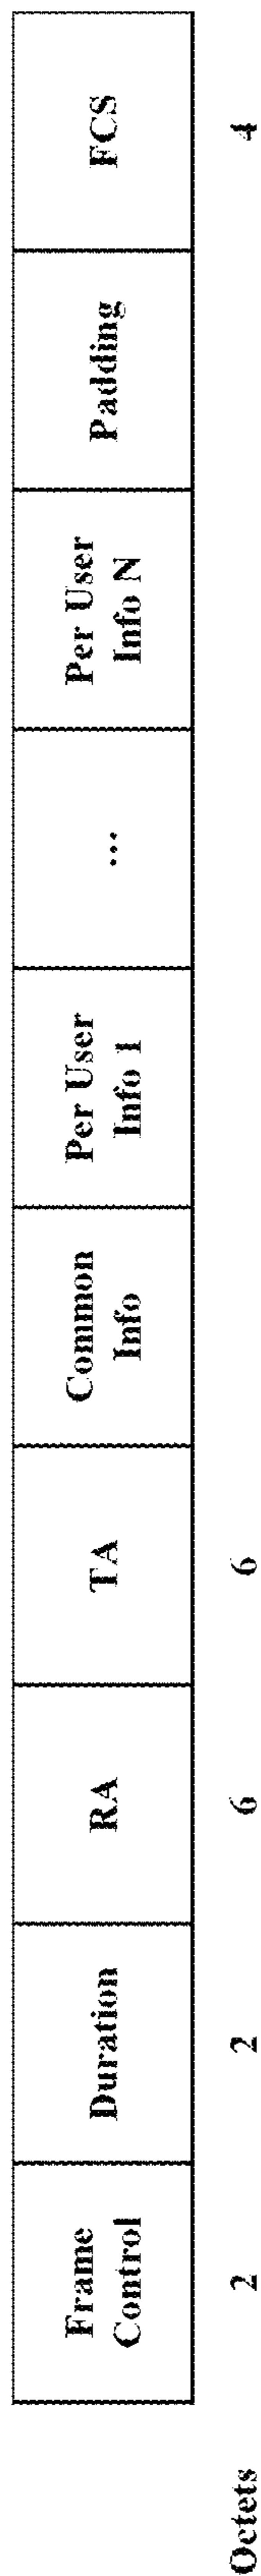 Frame
Control
Duration
RA
TA
Common
Info
Per User
Info 1
...
Per User
Info N
Padding
FCS
Octets 2 2 6 6 4